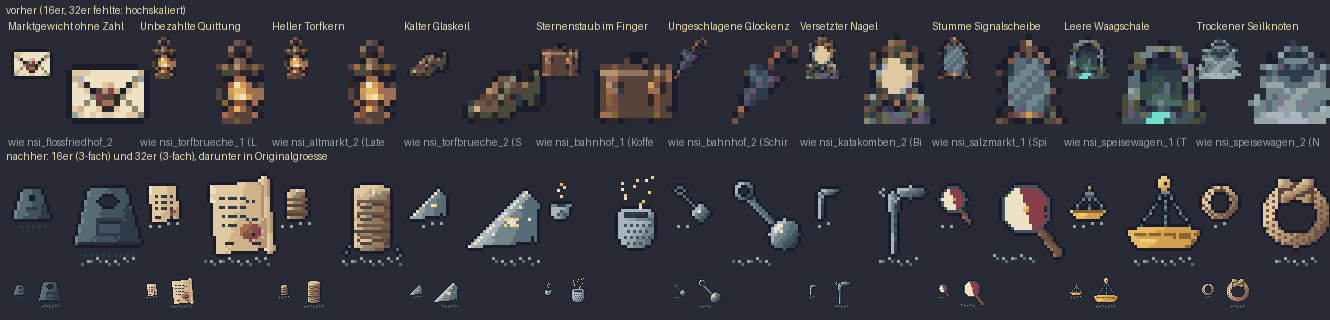 vorher (16er, 32er fehlte: hochskaliert)
Marktgewicht ohne Zahl
Unbezahlte Quittung
Heller Torfkern
Kalter Glaskeil
Sternenstaub im Finger
Ungeschlagene Glockenz
Versetzter Nagel
Stumme Signalscheibe
Leere Waagschale
Trockener Seilknoten
wie nsi_flossfriedhof_2
wie nsi_torfbrueche_1 (L
wie nsi_altmarkt_2 (Late
wie nsi_torfbrueche_2 (S
wie nsi_bahnhof_1 (Koffe
wie nsi_bahnhof_2 (Schir
wie nsi_katakomben_2 (Bi
wie nsi_salzmarkt_1 (Spi
wie nsi_speisewagen_1 (T
wie nsi_speisewagen_2 (N
nachher: 16er (3-fach) und 32er (3-fach), darunter in Originalgroesse